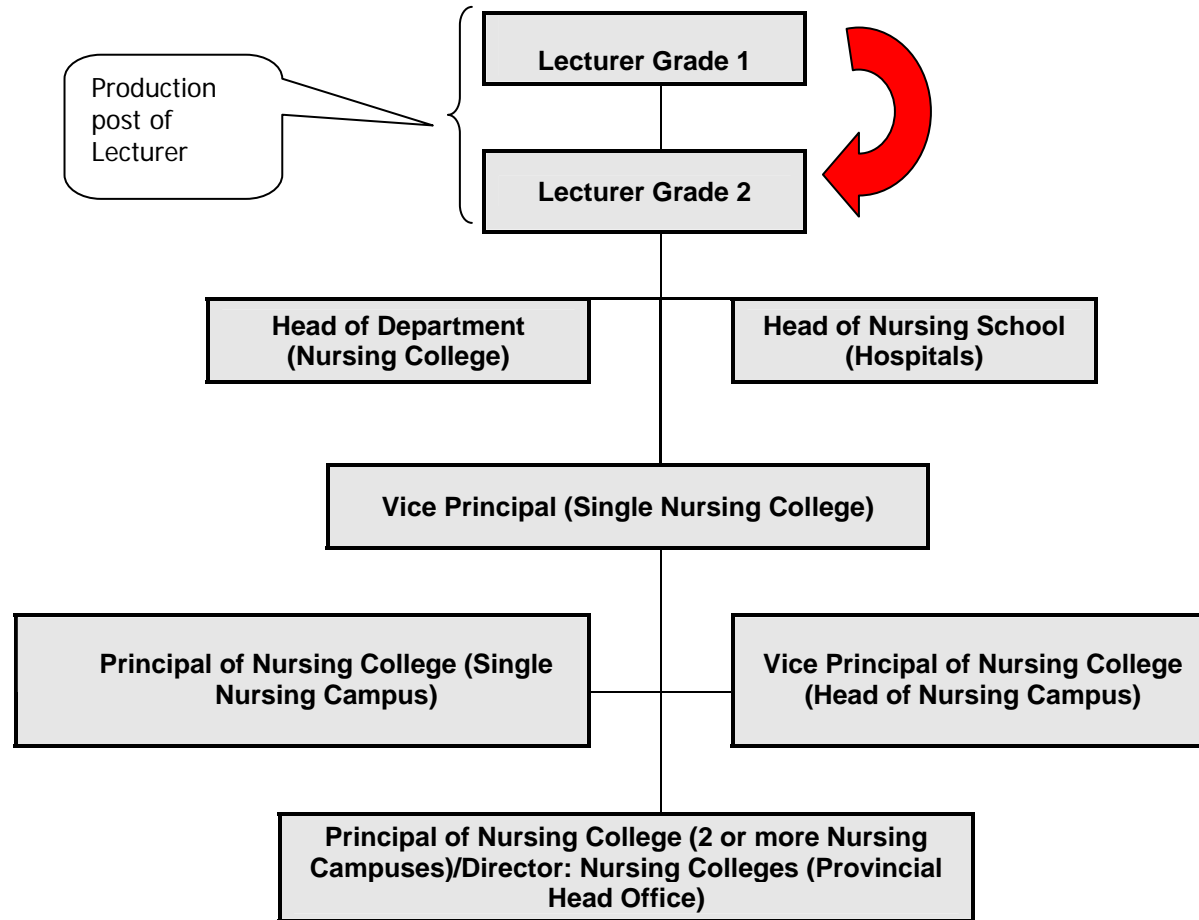 Lecturer Grade 1
Production
post of
Lecturer
Lecturer Grade 2
Head of Department
(Nursing College)
Head of Nursing School
(Hospitals)
Vice Principal (Single Nursing College)
Principal of Nursing College (Single
Nursing Campus)
Vice Principal of Nursing College
(Head of Nursing Campus)
Principal of Nursing College (2 or more Nursing
Campuses)/Director: Nursing Colleges (Provincial
Head Office)